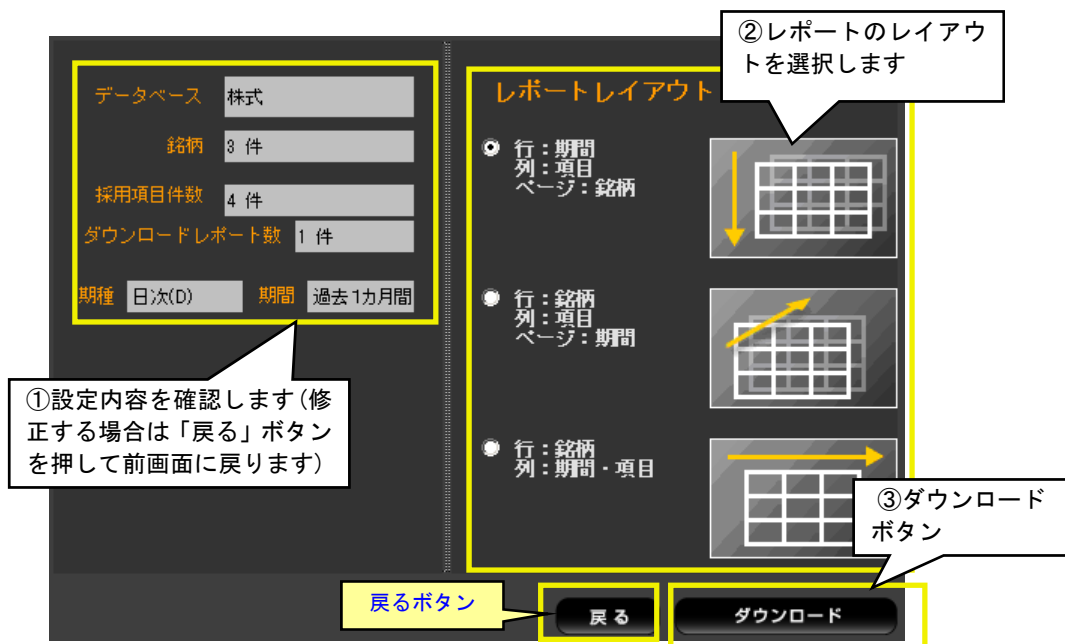 ②レポートのレイアウ
トを選択します
データベース 株式
銘柄 3 件
採用項目件数 4 件
ダウンロードレポート数 1 件
期種 日次(D) 期間 過去1カ月間
①設定内容を確認します(修
正する場合は「戻る」ボタン
を押して前画面に戻ります)
レポートレイアウト
行:期間
列:項目
ページ:銘柄
行:銘柄
列:項目
ページ:期間
行:銘柄
列:期間・項目
③ダウンロード
ボタン
戻るボタン
戻る
ダウンロード